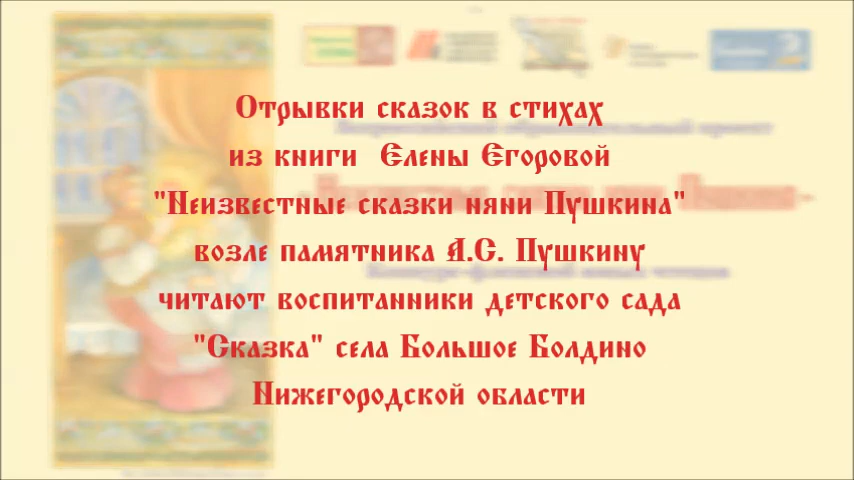 Отрывки сказок в стихах
из книги Елены Егоровой
"Неизвестные сказки няни Пушкина"
возле памятника А.С. Пушкину
читают воспитанники детского сада
"Сказка" села Большое Болдино
Нижегородской области